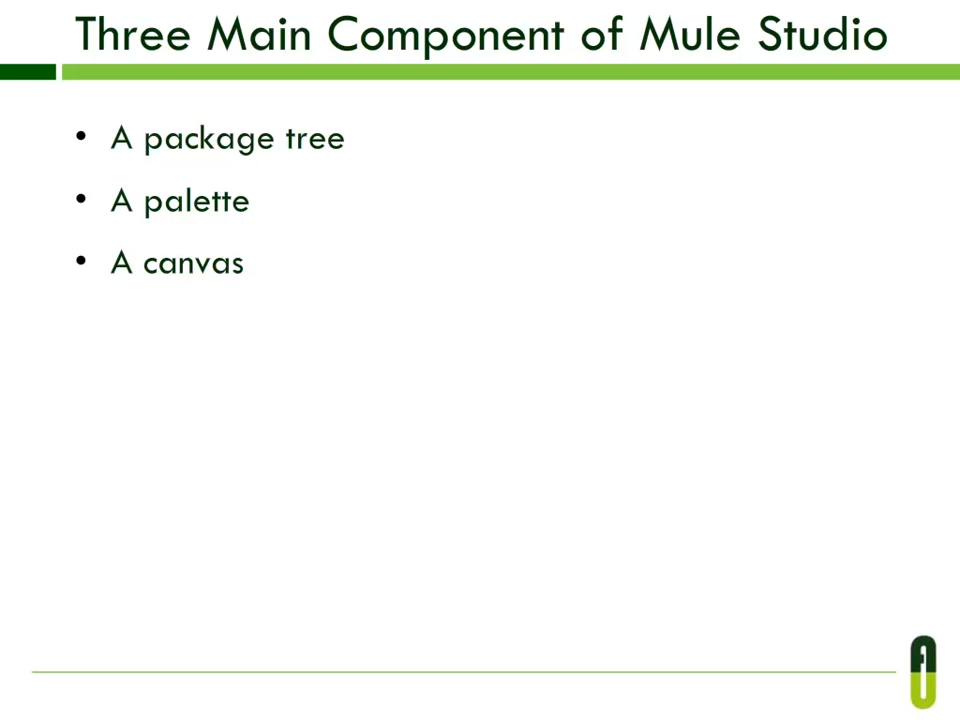 Three Main Component of Mule Studio
• A package tree
• A palette
• A canvas